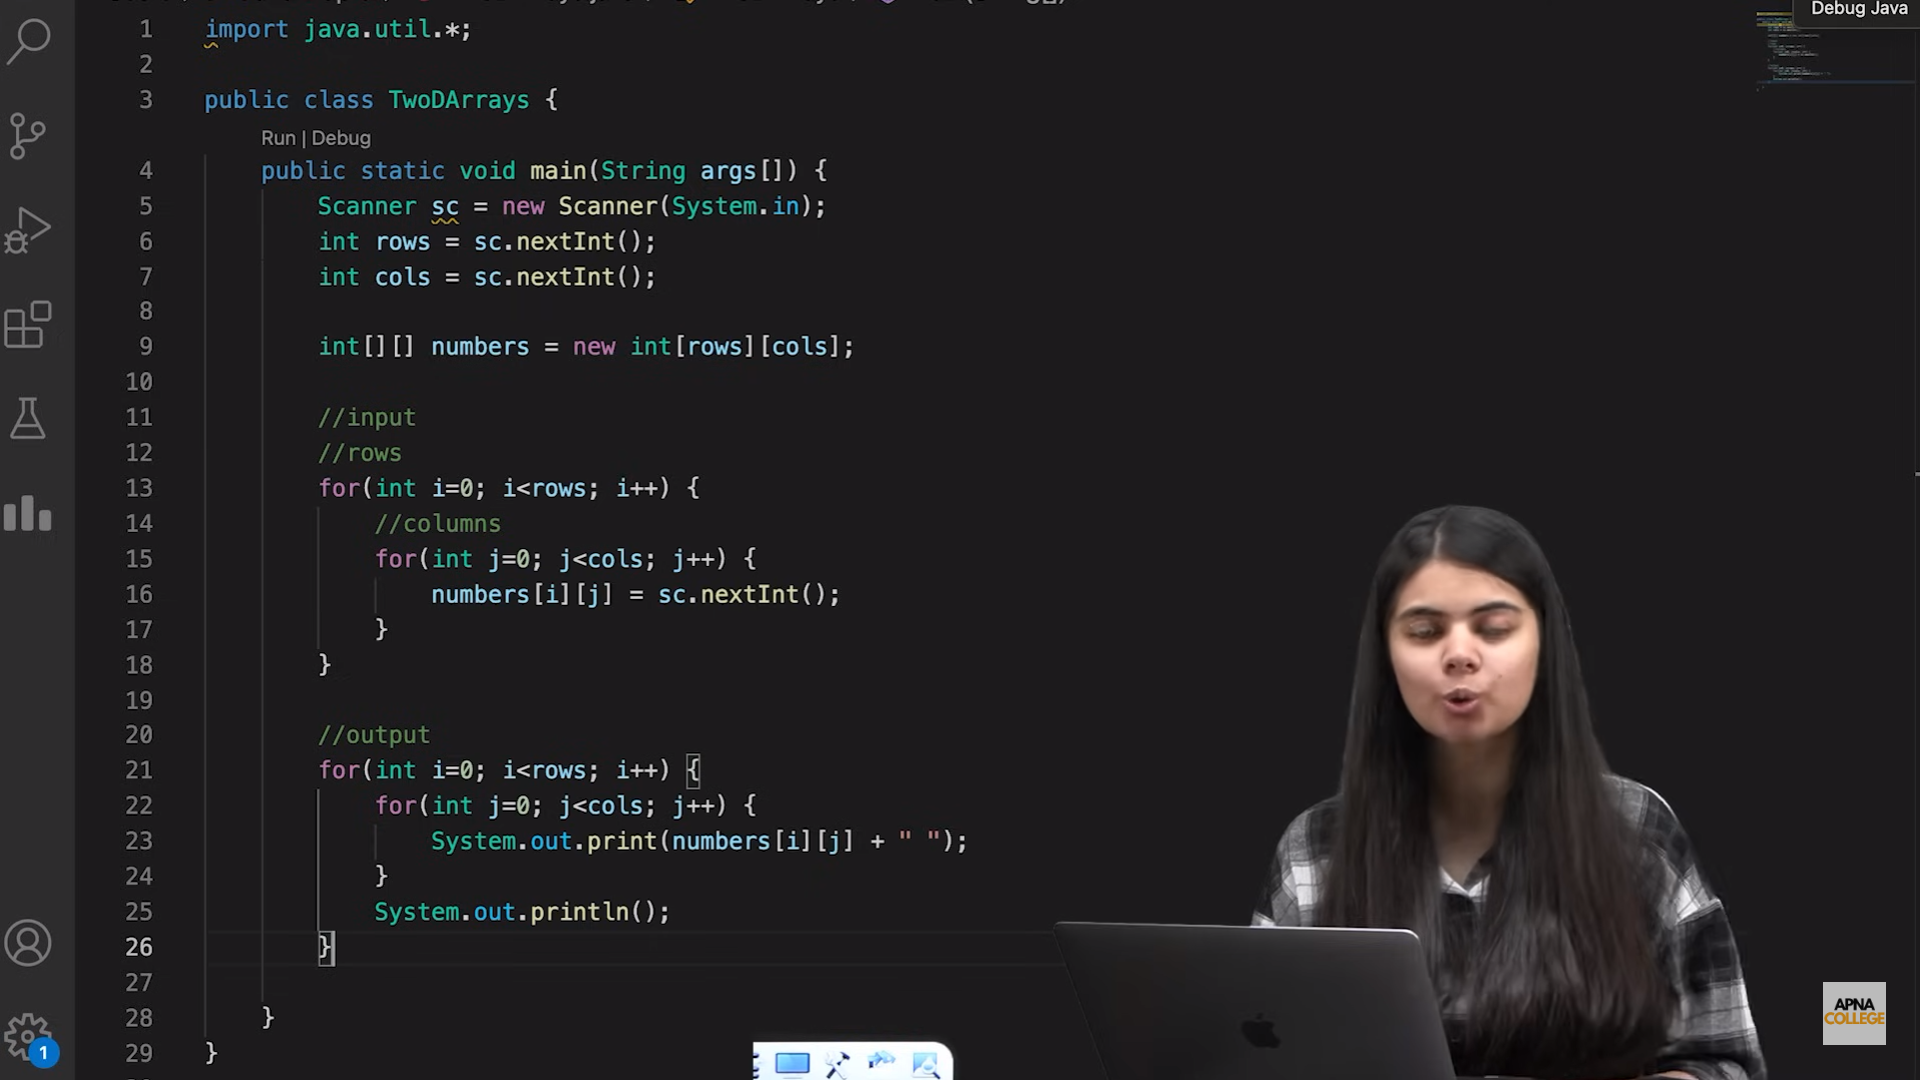 Debug Java
1 import java.util.*;
2
3 public class TwoDArrays {
Run | Debug
4 public static void main(String args[]) {
5 Scanner sc = new Scanner(System.in);
6 int rows = sc.nextInt();
7 int cols = sc.nextInt();
8
9 int[][] numbers = new int[rows][cols];
10
11 //input
12 //rows
13 for(int i=0; i<rows; i++) {
14 //columns
15 for(int j=0; j<cols; j++) {
16 numbers[i][j] = sc.nextInt();
17 }
18 }
19
20 //output
21 for(int i=0; i<rows; i++) {
22 for(int j=0; j<cols; j++) {
23 System.out.print(numbers[i][j] + " ");
24 }
25 System.out.println();
26 }
27
28 }
29 }
1
APNA
COLLEGE